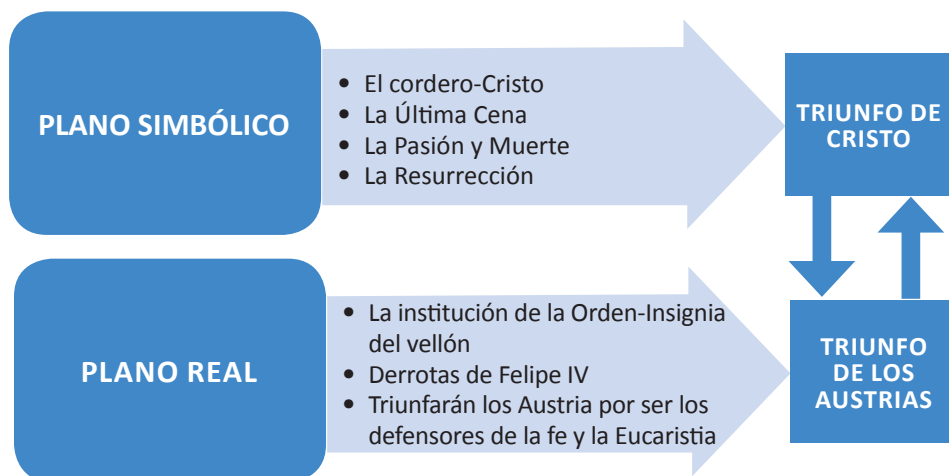 PLANO SIMBÓLICO
• El cordero-Cristo
• La Última Cena
• La Pasión y Muerte
• La Resurrección
TRIUNFO DE
CRISTO
PLANO REAL
• La institución de la Orden-Insignia
del vellón
• Derrotas de Felipe IV
• Triunfarán los Austria por ser los
defensores de la fe y la Eucaristia
TRIUNFO
DE LOS
AUSTRIAS